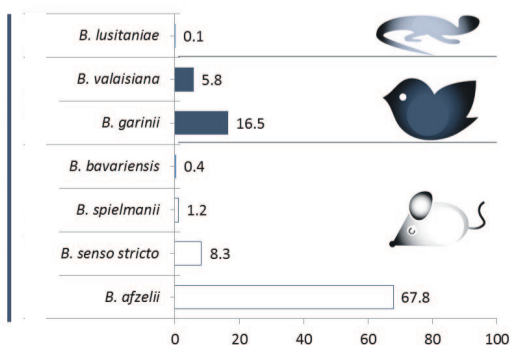 B. lusitaniae 0.1
B. valaisiana 5.8
B. garinii 16.5
B. bavariensis 0.4
B. spielmanii 1.2
B. senso stricto 8.3
B. afzelii 67.8
0 20 40 60 80 100